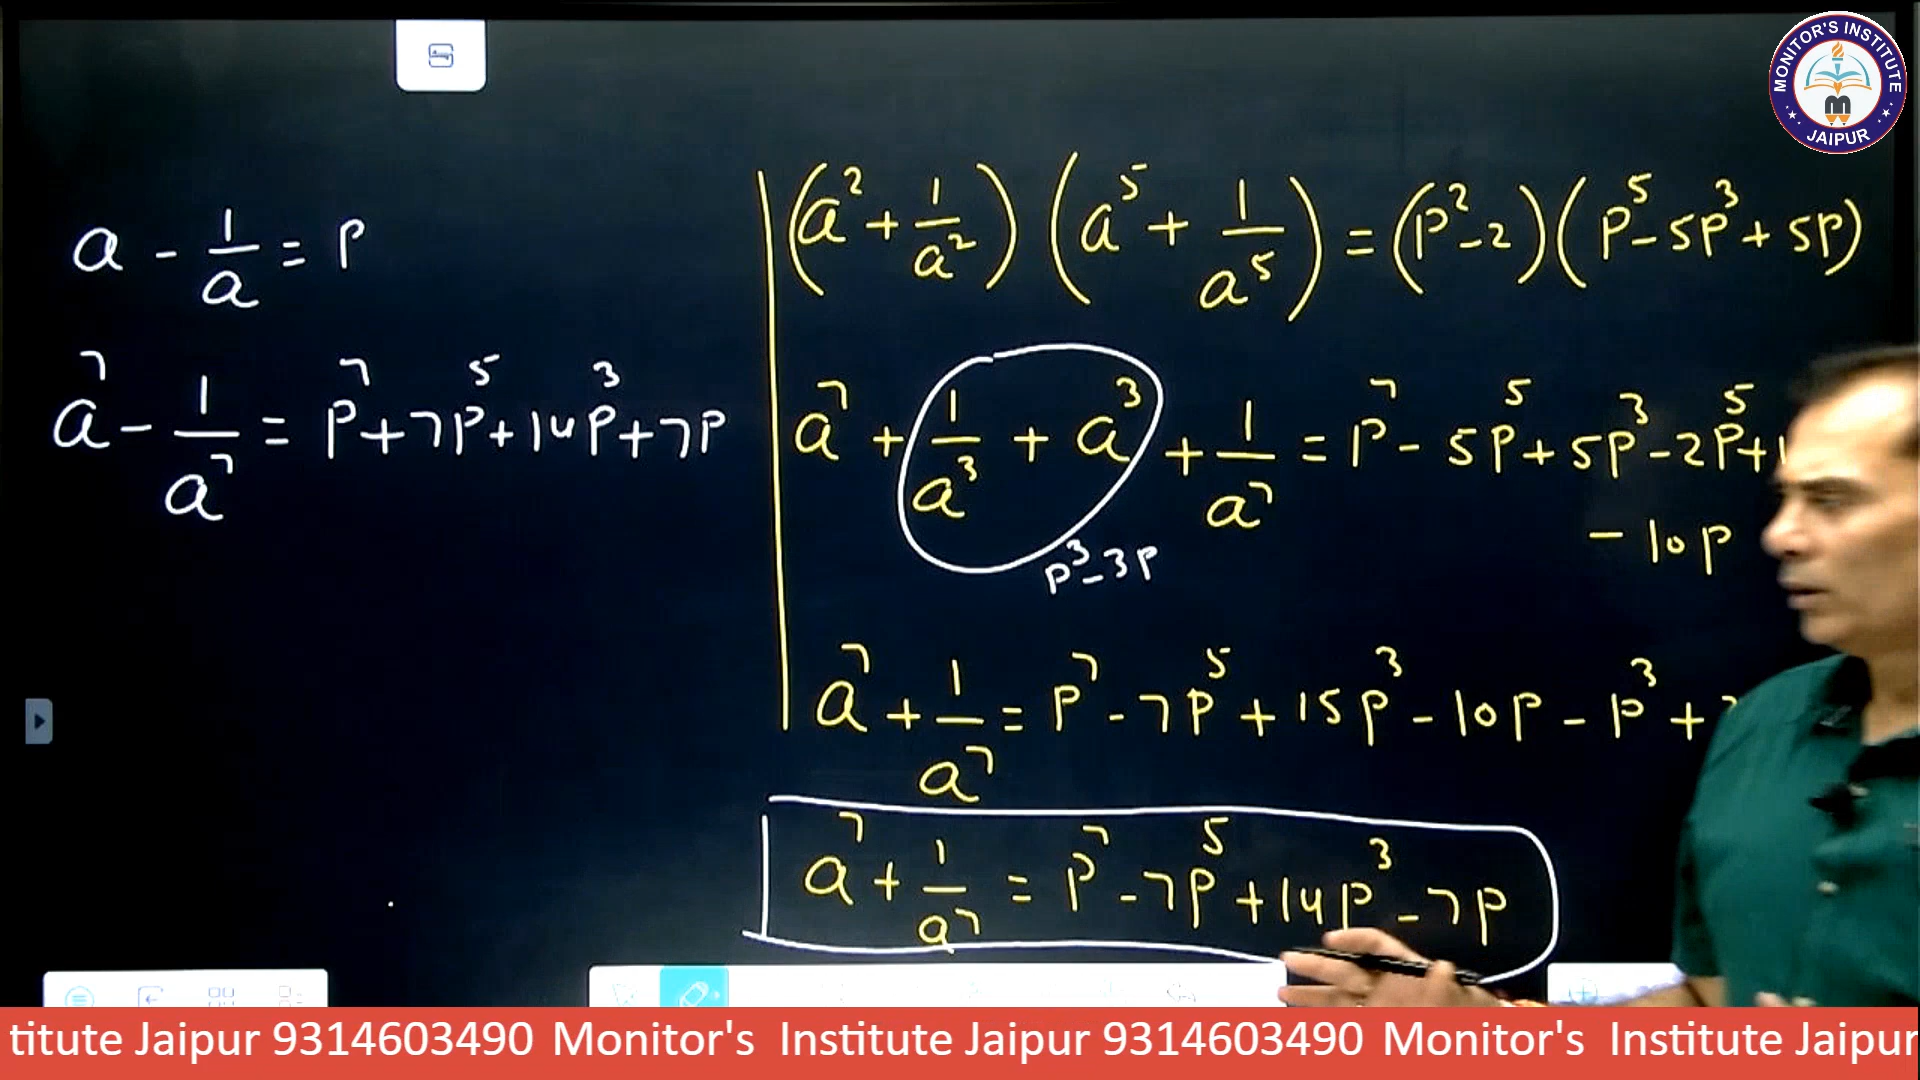 MONITOR'S INSTITUTE
JAIPUR
a - 1/a = p
a⁷ - 1/a⁷ = p⁷ + 7p⁵ + 14p³ + 7p
(a² + 1/a²) (a⁵ + 1/a⁵) = (p² - 2) (p⁵ - 5p³ + 5p)
a⁷ + 1/a³ + a³ + 1/a⁷ = p⁷ - 5p⁵ + 5p³ - 2p⁵ +
- 10p
p³ - 3p
a⁷ + 1/a⁷ = p⁷ - 7p⁵ + 15p³ - 10p - p³ +
a⁷ + 1/a⁷ = p⁷ - 7p⁵ + 14p³ - 7p
titute Jaipur 9314603490 Monitor's Institute Jaipur 9314603490 Monitor's Institute Jaipur